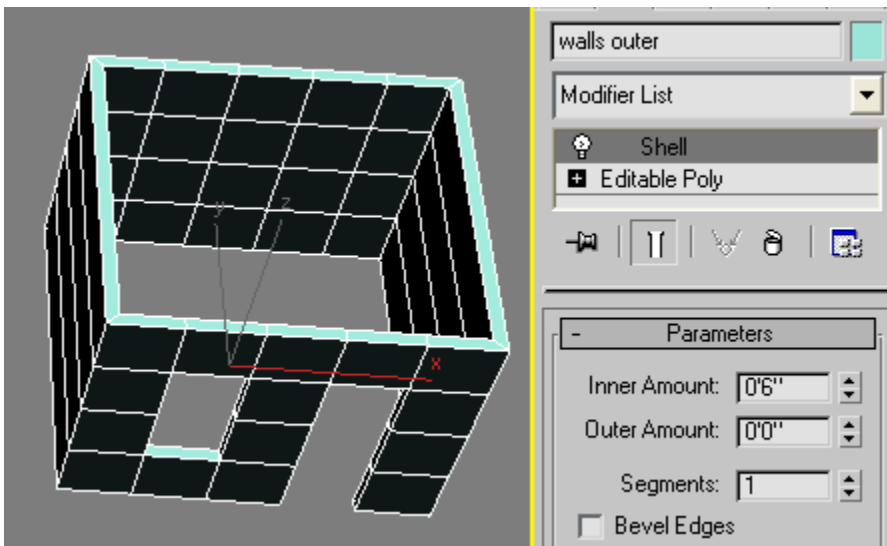 walls outer
Modifier List
Shell
Editable Poly
y z
x
- Parameters
Inner Amount: 0'6"
Outer Amount: 0'0"
Segments: 1
Bevel Edges